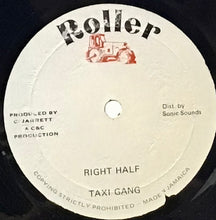 Roller
PRODUCED BY
C. JARRETT
A C&C
PRODUCTION
Dist. by
Sonic Sounds
RIGHT HALF
TAXI GANG
COPYING STRICTLY PROHIBITED - MADE IN JAMAICA